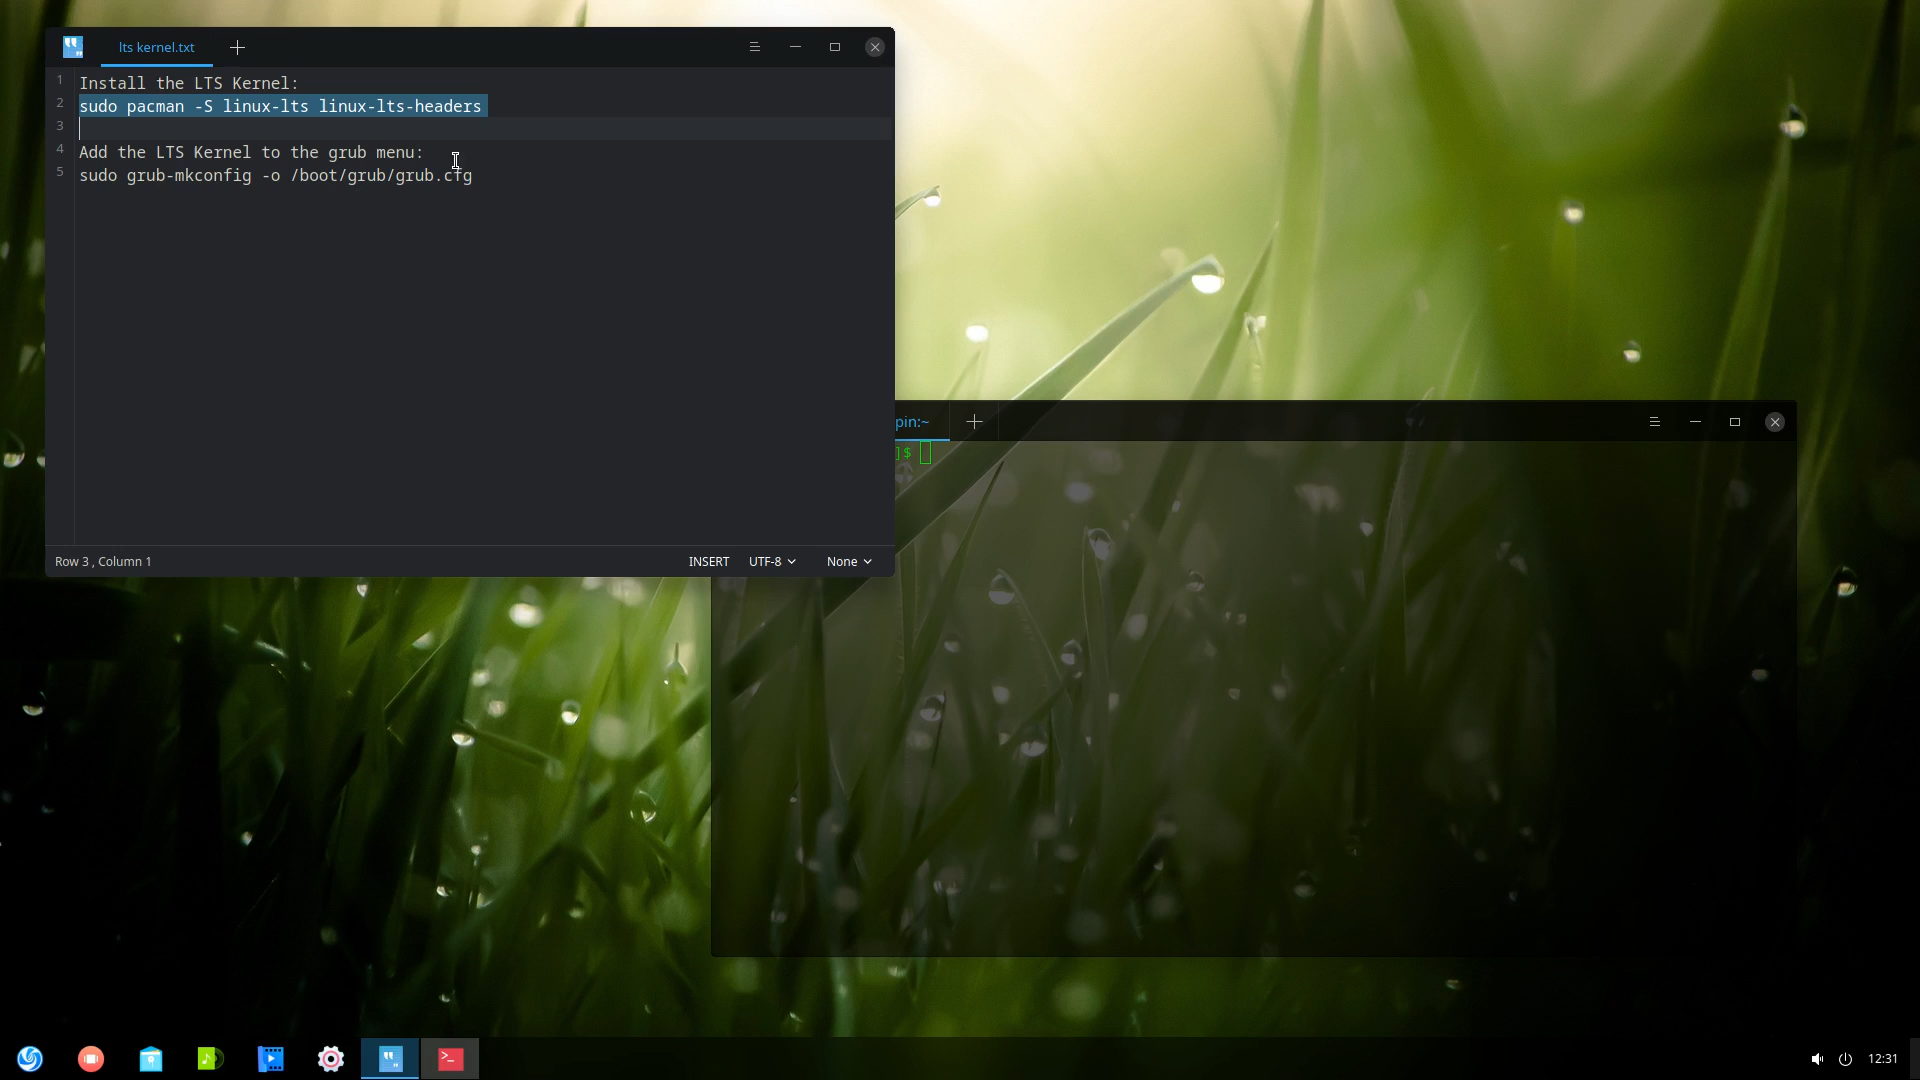 lts kernel.txt
1 Install the LTS Kernel:
2 sudo pacman -S linux-lts linux-lts-headers
3
4 Add the LTS Kernel to the grub menu:
5 sudo grub-mkconfig -o /boot/grub/grub.cfg
Row 3 , Column 1
INSERT UTF-8 None
pin:~
]$
12:31